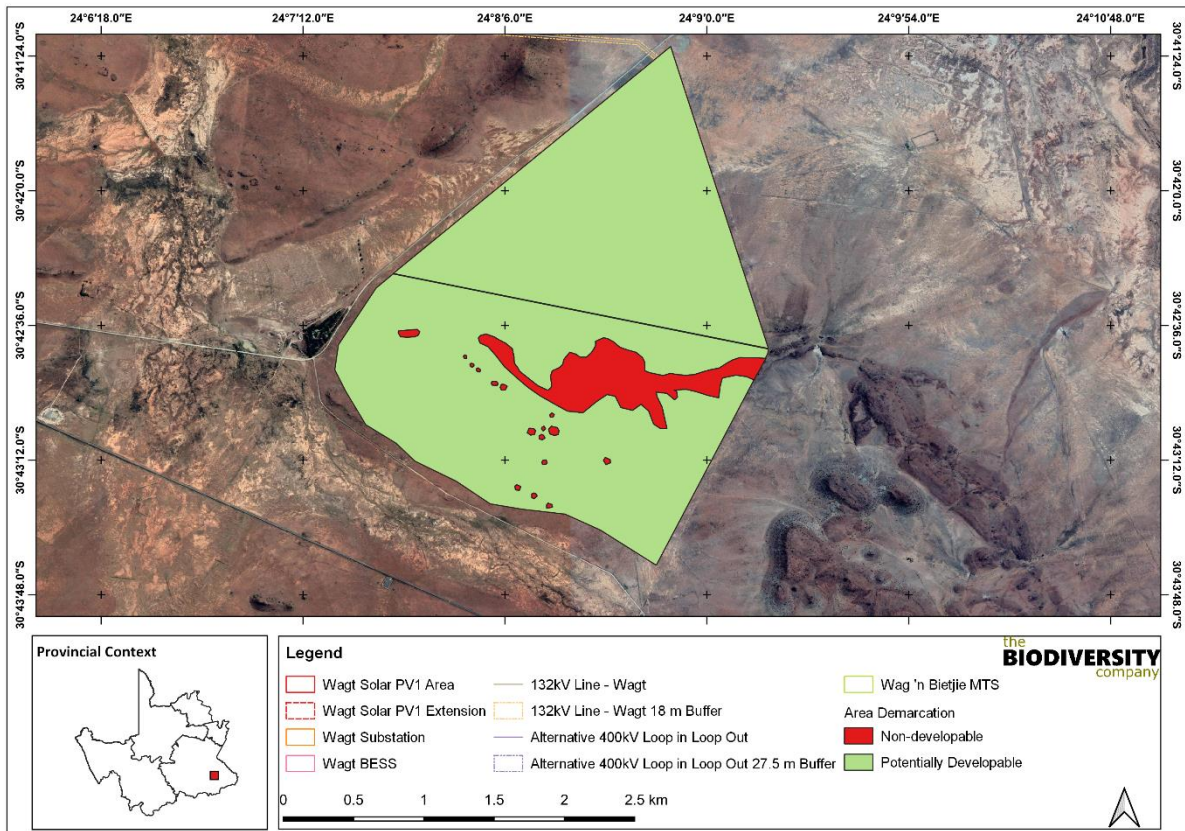 24°6'18.0"E 24°7'12.0"E 24°8'6.0"E 24°9'0.0"E 24°9'54.0"E 24°10'48.0"E
30°41'24.0"S 30°41'24.0"S
30°42'0.0"S 30°42'0.0"S
30°42'36.0"S 30°42'36.0"S
30°43'12.0"S 30°43'12.0"S
30°43'48.0"S 30°43'48.0"S
Provincial Context
Legend
Wagt Solar PV1 Area
Wagt Solar PV1 Extension
Wagt Substation
Wagt BESS
132kV Line - Wagt
132kV Line - Wagt 18 m Buffer
Alternative 400kV Loop in Loop Out
Alternative 400kV Loop in Loop Out 27.5 m Buffer
the
BIODIVERSITY
company
Wag 'n Bietjie MTS
Area Demarcation
Non-developable
Potentially Developable
0 0.5 1 1.5 2 2.5 km